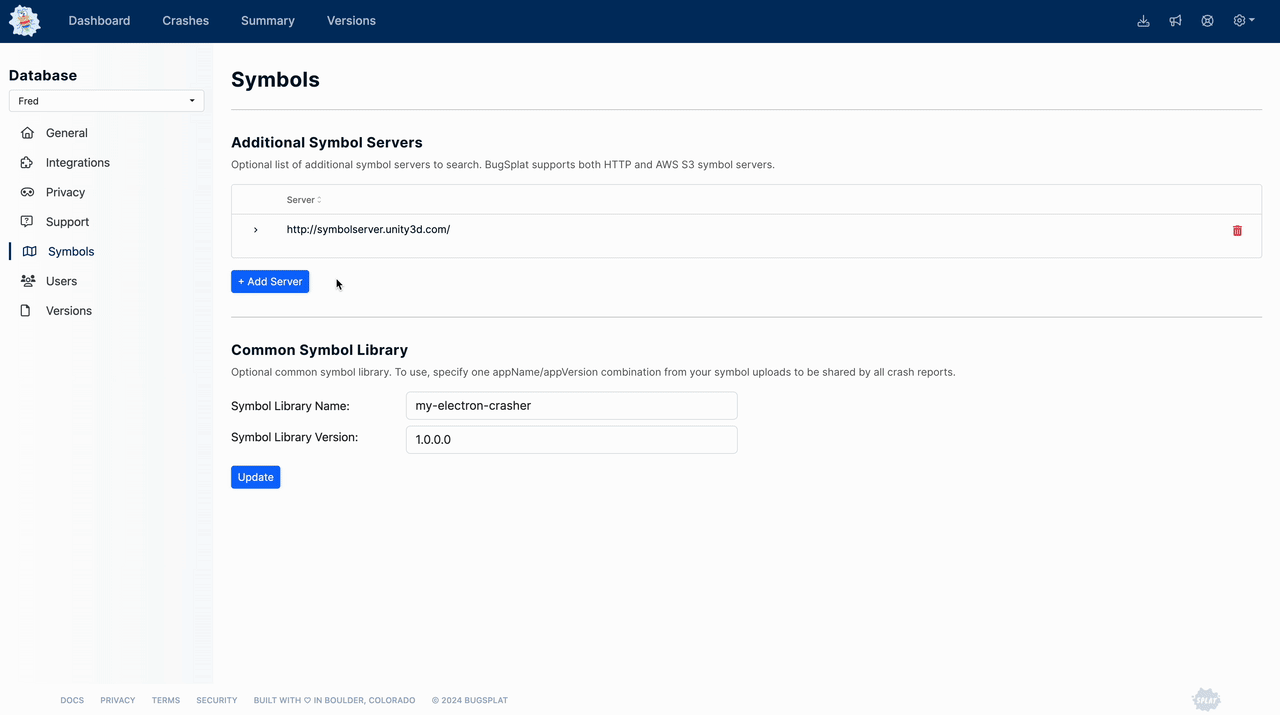 Dashboard Crashes Summary Versions
Database
Fred
General
Integrations
Privacy
Support
Symbols
Users
Versions
Symbols
Additional Symbol Servers
Optional list of additional symbol servers to search. BugSplat supports both HTTP and AWS S3 symbol servers.
Server
http://symbolserver.unity3d.com/
+ Add Server
Common Symbol Library
Optional common symbol library. To use, specify one appName/appVersion combination from your symbol uploads to be shared by all crash reports.
Symbol Library Name: my-electron-crasher
Symbol Library Version: 1.0.0.0
Update
DOCS PRIVACY TERMS SECURITY BUILT WITH ♡ IN BOULDER, COLORADO © 2024 BUGSPLAT
SPLAT